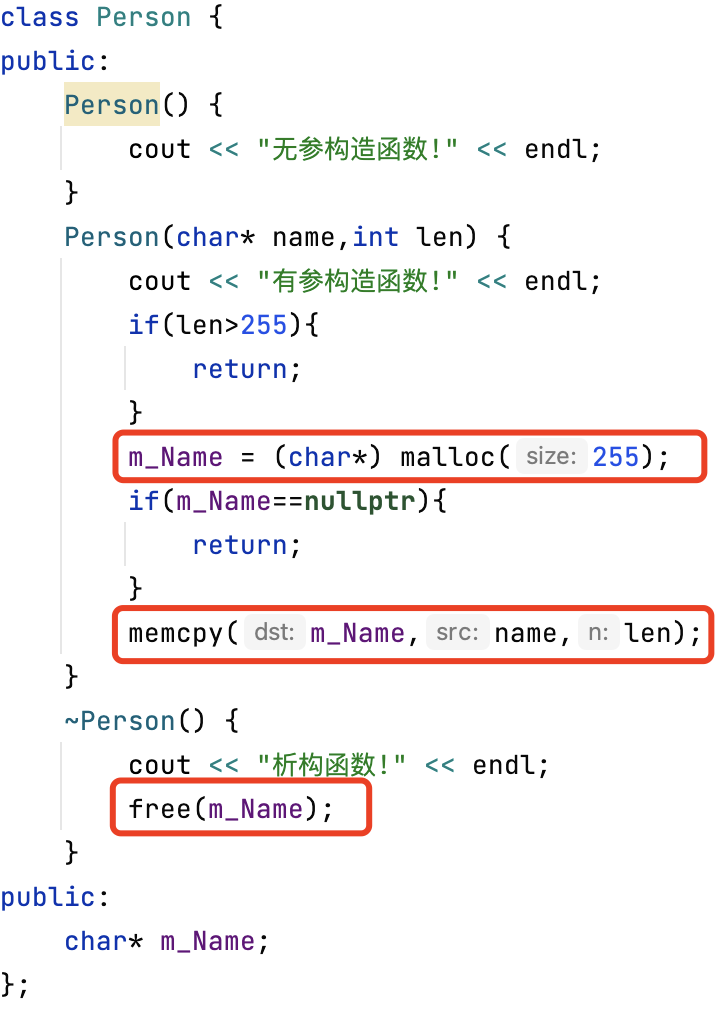 class Person {
public:
    Person() {
        cout << "无参构造函数!" << endl;
    }
    Person(char* name,int len) {
        cout << "有参构造函数!" << endl;
        if(len>255){
            return;
        }
        m_Name = (char*) malloc( size: 255);
        if(m_Name==nullptr){
            return;
        }
        memcpy( dst: m_Name, src: name, n: len);
    }
    ~Person() {
        cout << "析构函数!" << endl;
        free(m_Name);
    }
public:
    char* m_Name;
};